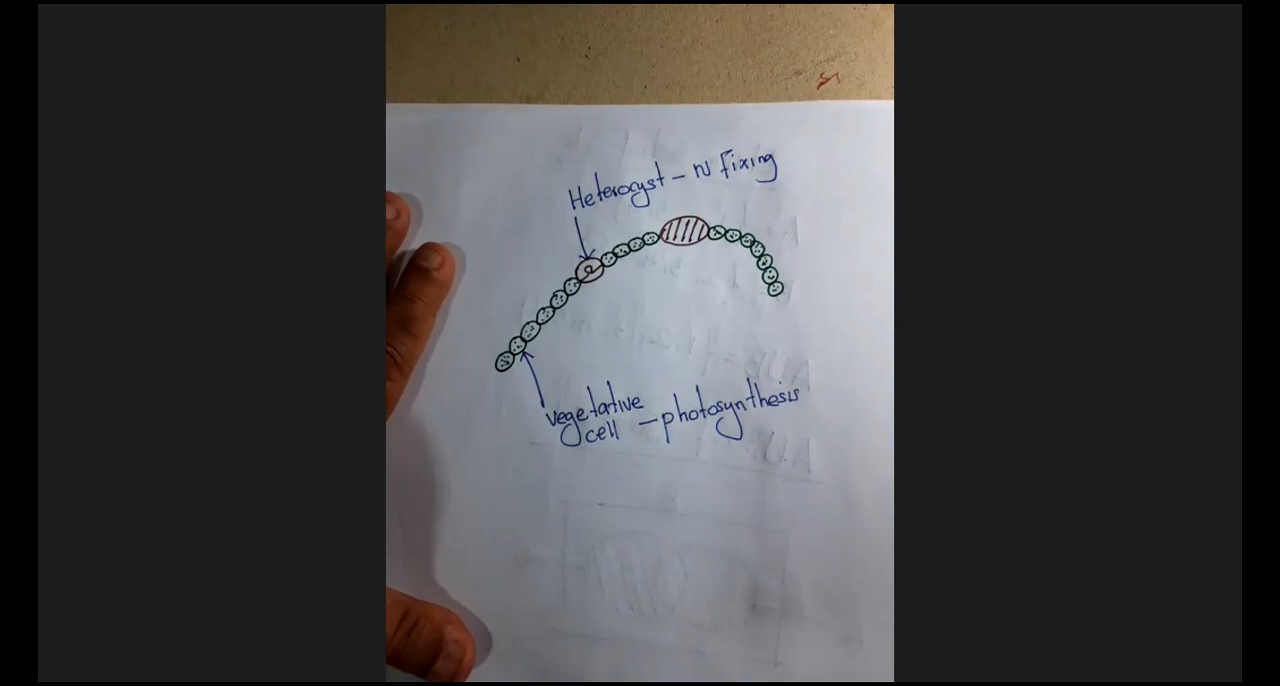 Heterocyst - N fixing
vegetative
cell - photosynthesis